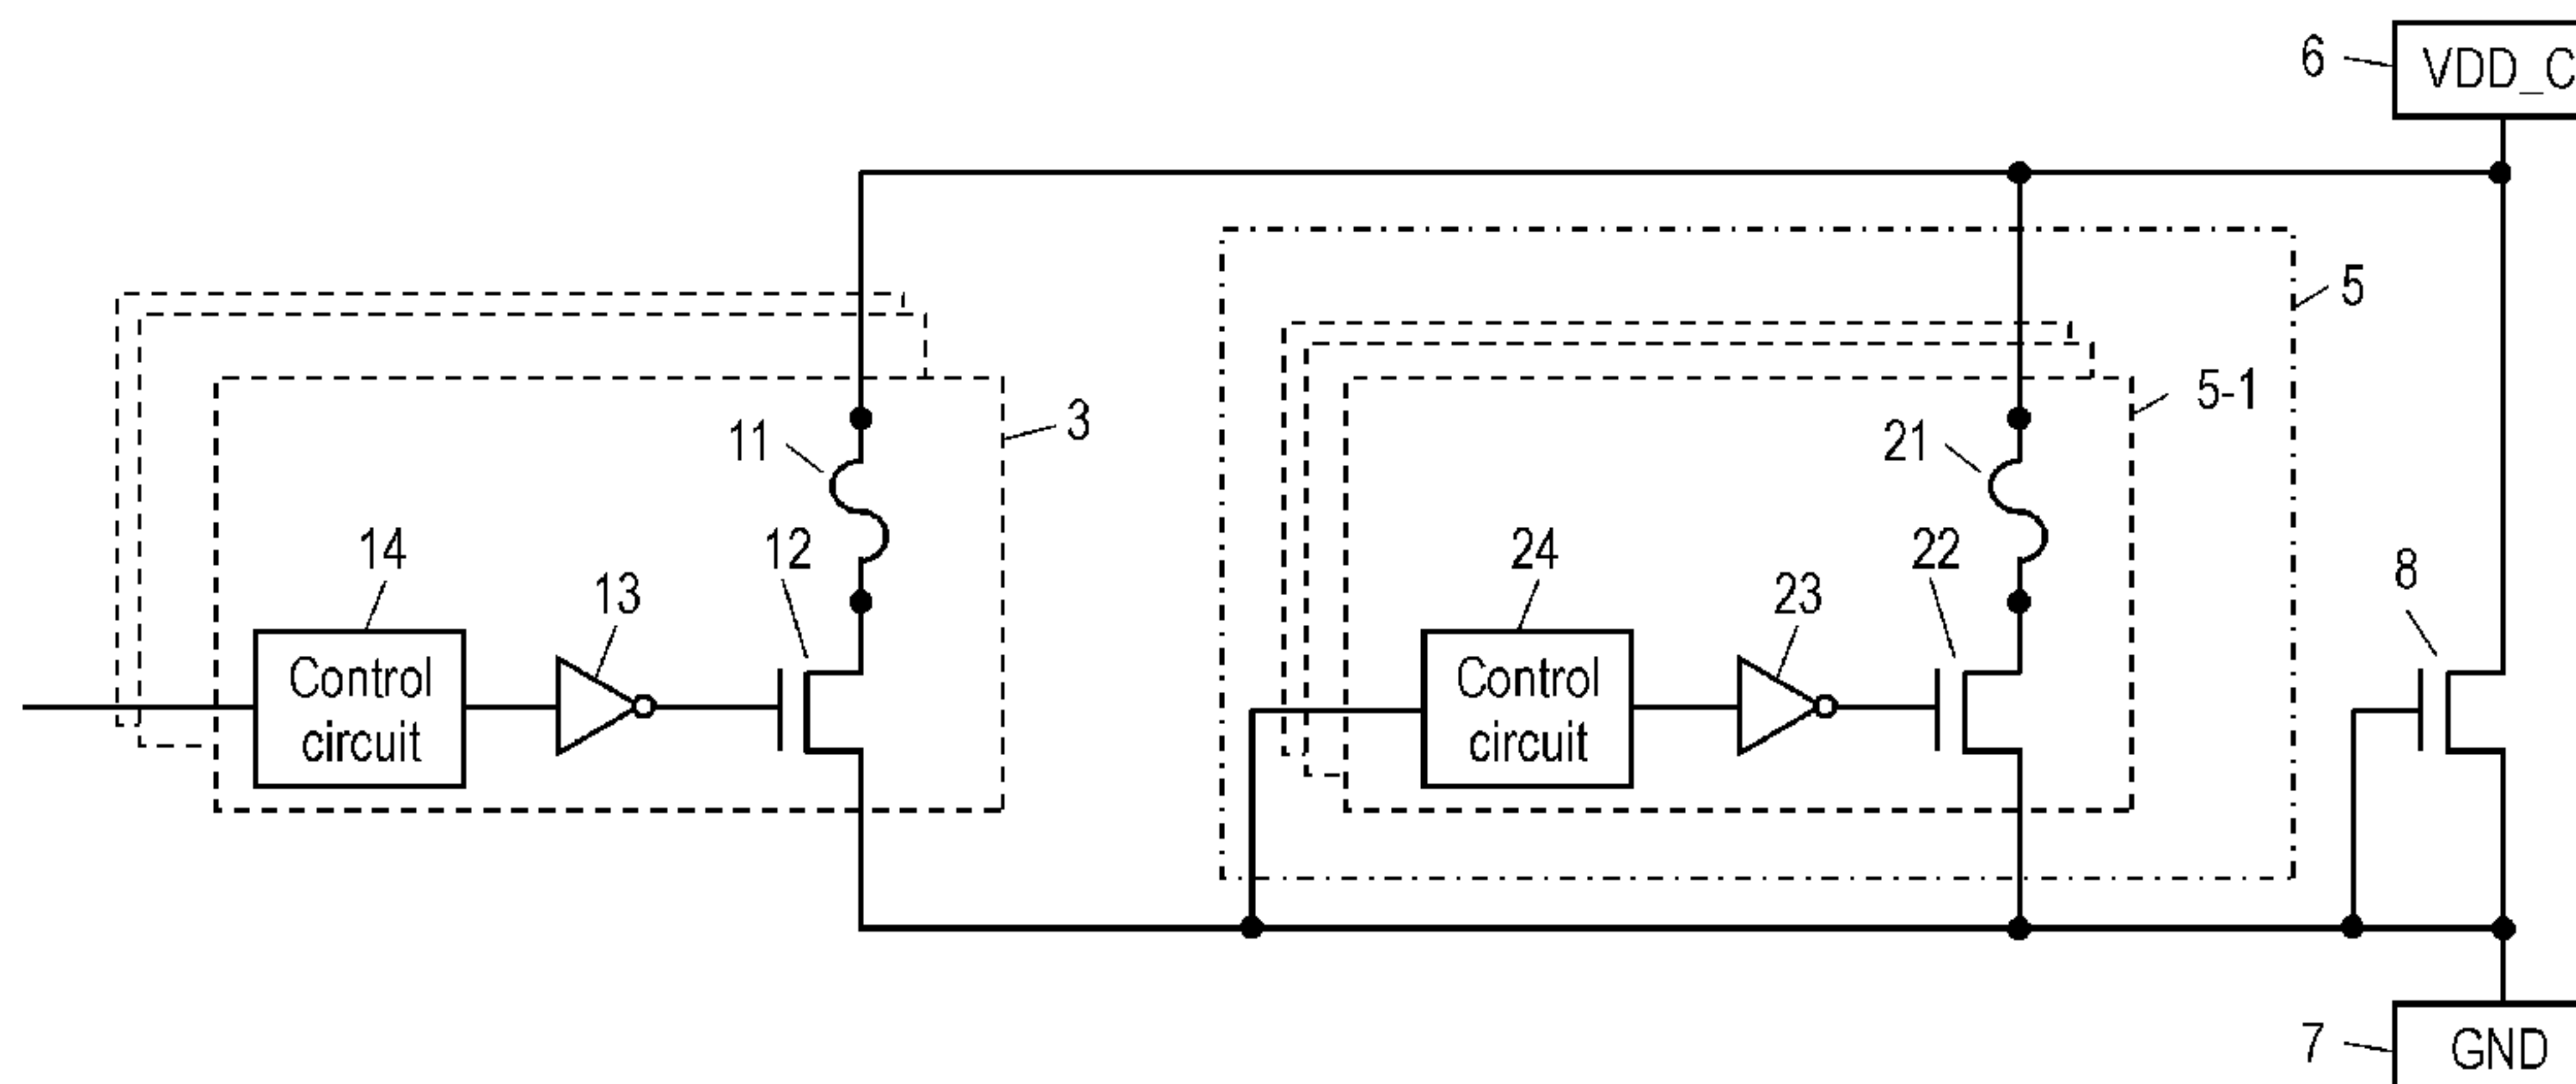 6
VDD_C
5
5-1
3
11
21
14
13
12
24
23
22
8
Control
circuit
Control
circuit
7
GND